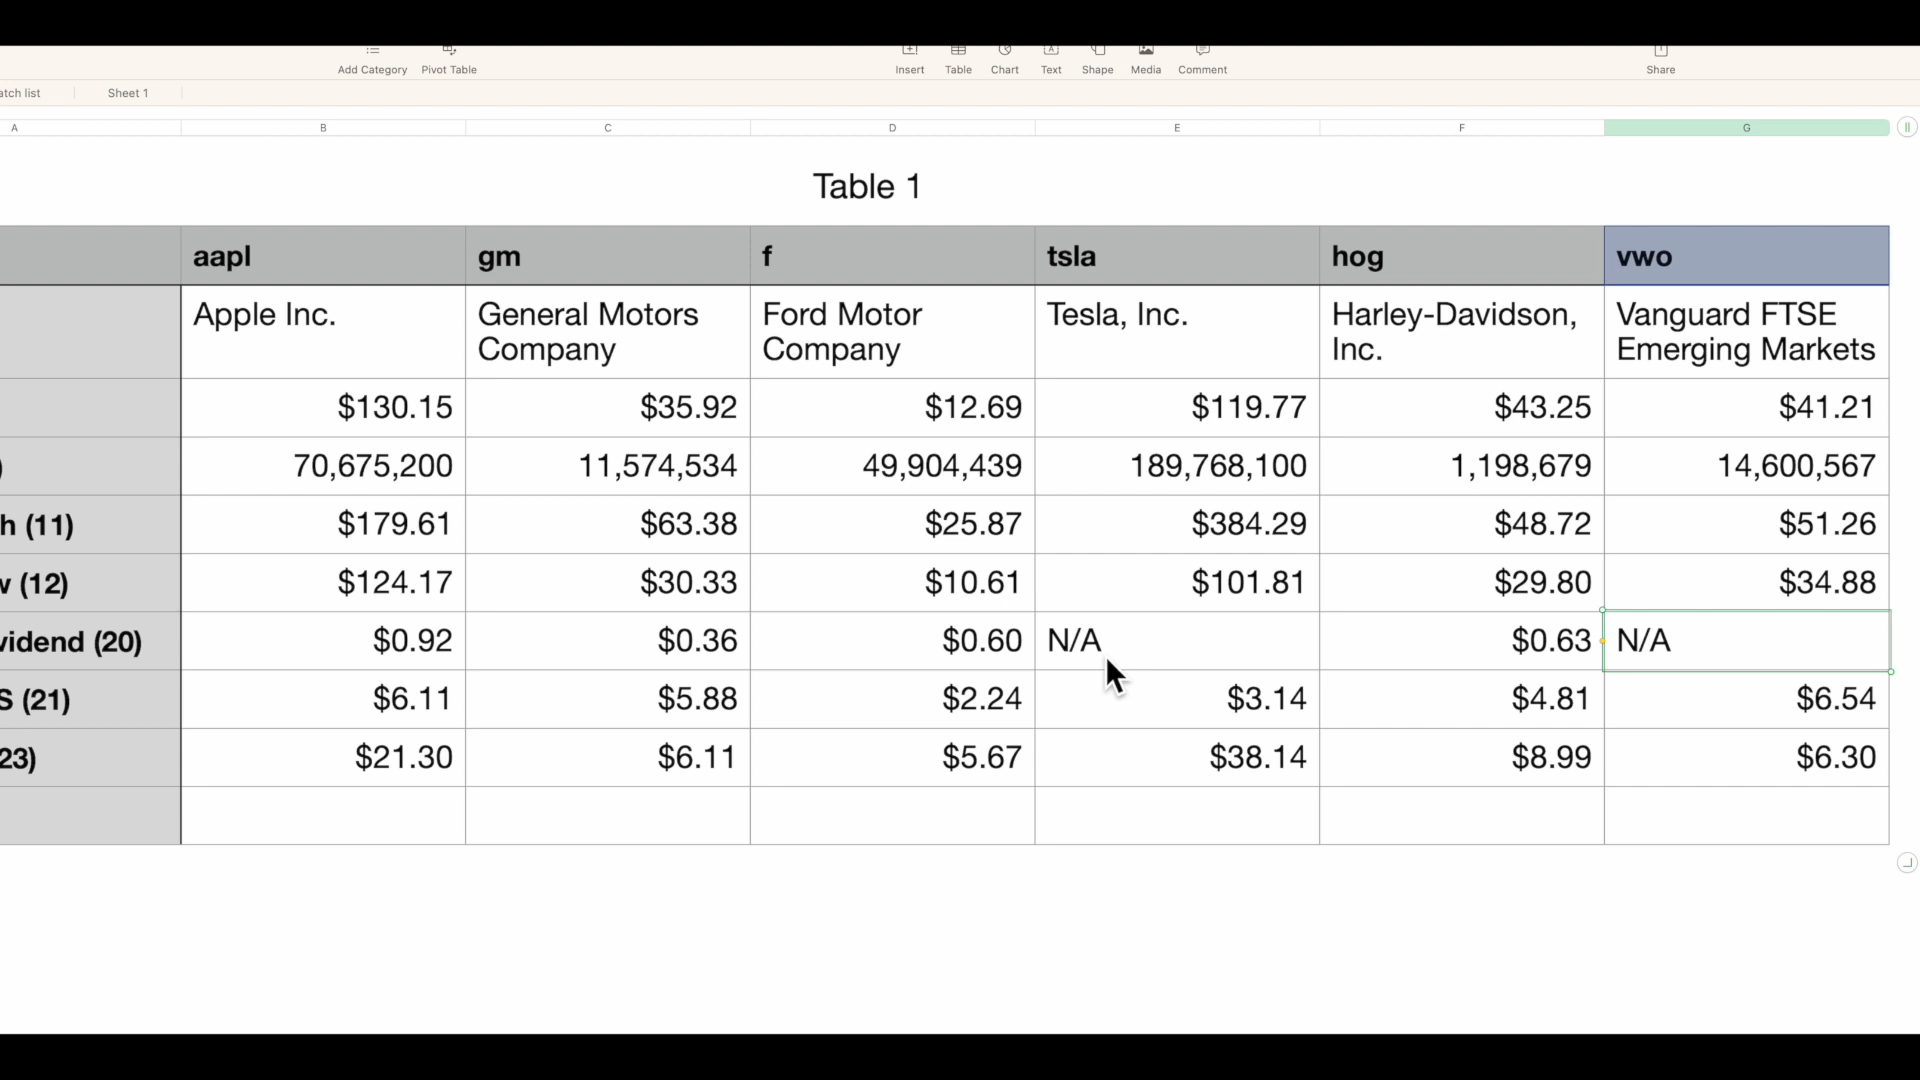 Add Category Pivot Table Insert Table Chart Text Shape Media Comment Share
atch list Sheet 1
A B C D E F G
Table 1
aapl gm f tsla hog vwo
Apple Inc. General Motors Company Ford Motor Company Tesla, Inc. Harley-Davidson, Inc. Vanguard FTSE Emerging Markets
$130.15 $35.92 $12.69 $119.77 $43.25 $41.21
) 70,675,200 11,574,534 49,904,439 189,768,100 1,198,679 14,600,567
h (11) $179.61 $63.38 $25.87 $384.29 $48.72 $51.26
w (12) $124.17 $30.33 $10.61 $101.81 $29.80 $34.88
vidend (20) $0.92 $0.36 $0.60 N/A $0.63 N/A
S (21) $6.11 $5.88 $2.24 $3.14 $4.81 $6.54
23) $21.30 $6.11 $5.67 $38.14 $8.99 $6.30